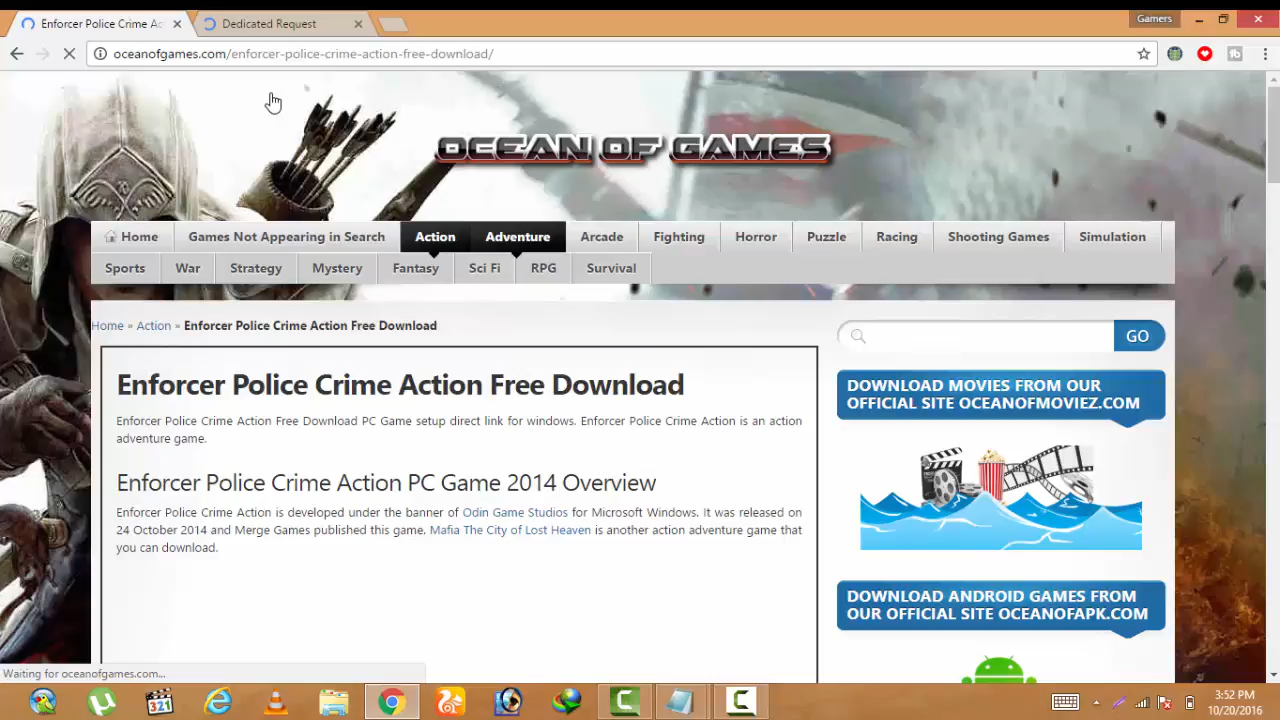 Enforcer Police Crime Ac
Dedicated Request
Gamers
oceanofgames.com/enforcer-police-crime-action-free-download/
OCEAN OF GAMES
Home
Games Not Appearing in Search
Action
Adventure
Arcade
Fighting
Horror
Puzzle
Racing
Shooting Games
Simulation
Sports
War
Strategy
Mystery
Fantasy
Sci Fi
RPG
Survival
Home » Action » Enforcer Police Crime Action Free Download
GO
Enforcer Police Crime Action Free Download
Enforcer Police Crime Action Free Download PC Game setup direct link for windows. Enforcer Police Crime Action is an action
adventure game.
Enforcer Police Crime Action PC Game 2014 Overview
Enforcer Police Crime Action is developed under the banner of Odin Game Studios for Microsoft Windows. It was released on
24 October 2014 and Merge Games published this game. Mafia The City of Lost Heaven is another action adventure game that
you can download.
DOWNLOAD MOVIES FROM OUR
OFFICIAL SITE OCEANOFMOVIEZ.COM
DOWNLOAD ANDROID GAMES FROM
OUR OFFICIAL SITE OCEANOFAPK.COM
Waiting for oceanofgames.com...
321
3:52 PM
10/20/2016